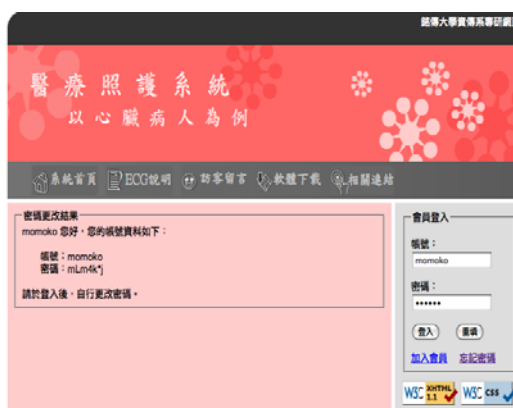 銘傳大學資傳系專研網
醫療照護系統
以心臟病人為例
系統首頁 ECG說明 訪客留言 軟體下載 相關連結
密碼更改結果
momoko 您好，您的帳號資料如下：
帳號：momoko
密碼：mLm4k*j
請於登入後，自行更改密碼。
會員登入
帳號：
momoko
密碼：
••••••
登入 重填
加入會員 忘記密碼
W3C XHTML 1.1 W3C css